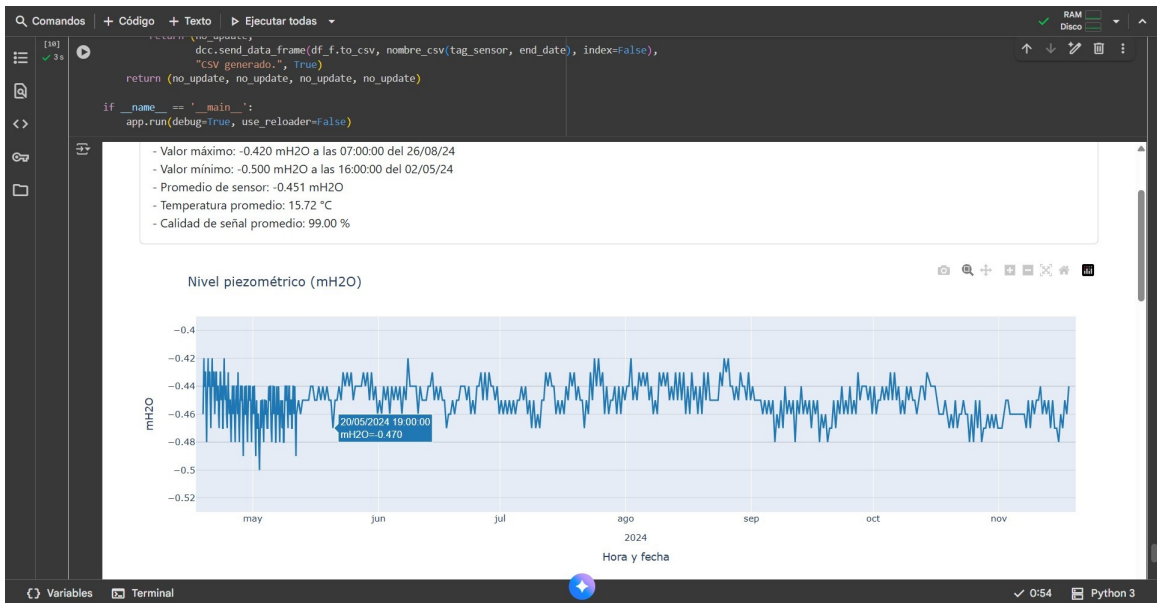 Comandos + Código + Texto Ejecutar todas
RAM
Disco
[10]
3 s
dcc.send_data_frame(df_f.to_csv, nombre_csv(tag_sensor, end_date), index=False),
"CSV generado.", True)
return (no_update, no_update, no_update, no_update)
if __name__ == '__main__':
app.run(debug=True, use_reloader=False)
- Valor máximo: -0.420 mH2O a las 07:00:00 del 26/08/24
- Valor mínimo: -0.500 mH2O a las 16:00:00 del 02/05/24
- Promedio de sensor: -0.451 mH2O
- Temperatura promedio: 15.72 °C
- Calidad de señal promedio: 99.00 %
Nivel piezométrico (mH2O)
−0.4
−0.42
−0.44
−0.46
−0.48
−0.5
−0.52
mH2O
20/05/2024 19:00:00
mH2O=-0.470
may jun jul ago sep oct nov
2024
Hora y fecha
{} Variables Terminal
0:54 Python 3